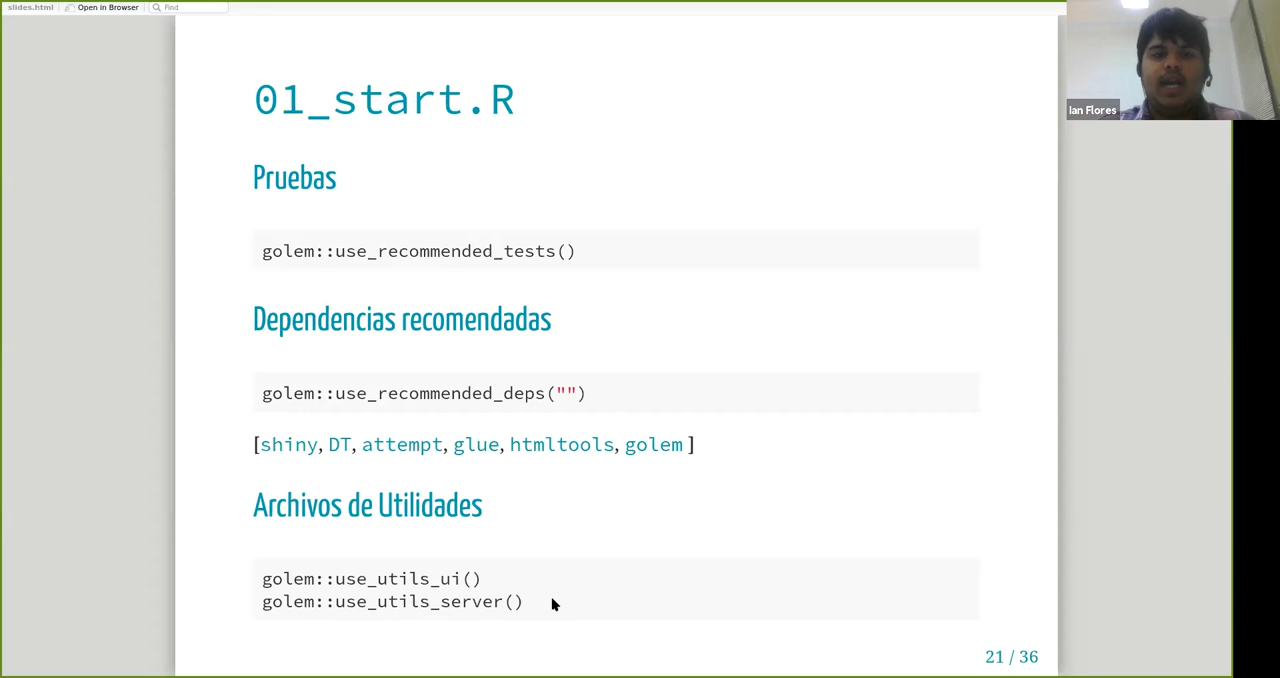 slides.html Open in Browser Find
Ian Flores
01_start.R
Pruebas
golem::use_recommended_tests()
Dependencias recomendadas
golem::use_recommended_deps("")
[shiny, DT, attempt, glue, htmltools, golem ]
Archivos de Utilidades
golem::use_utils_ui()
golem::use_utils_server()
21 / 36